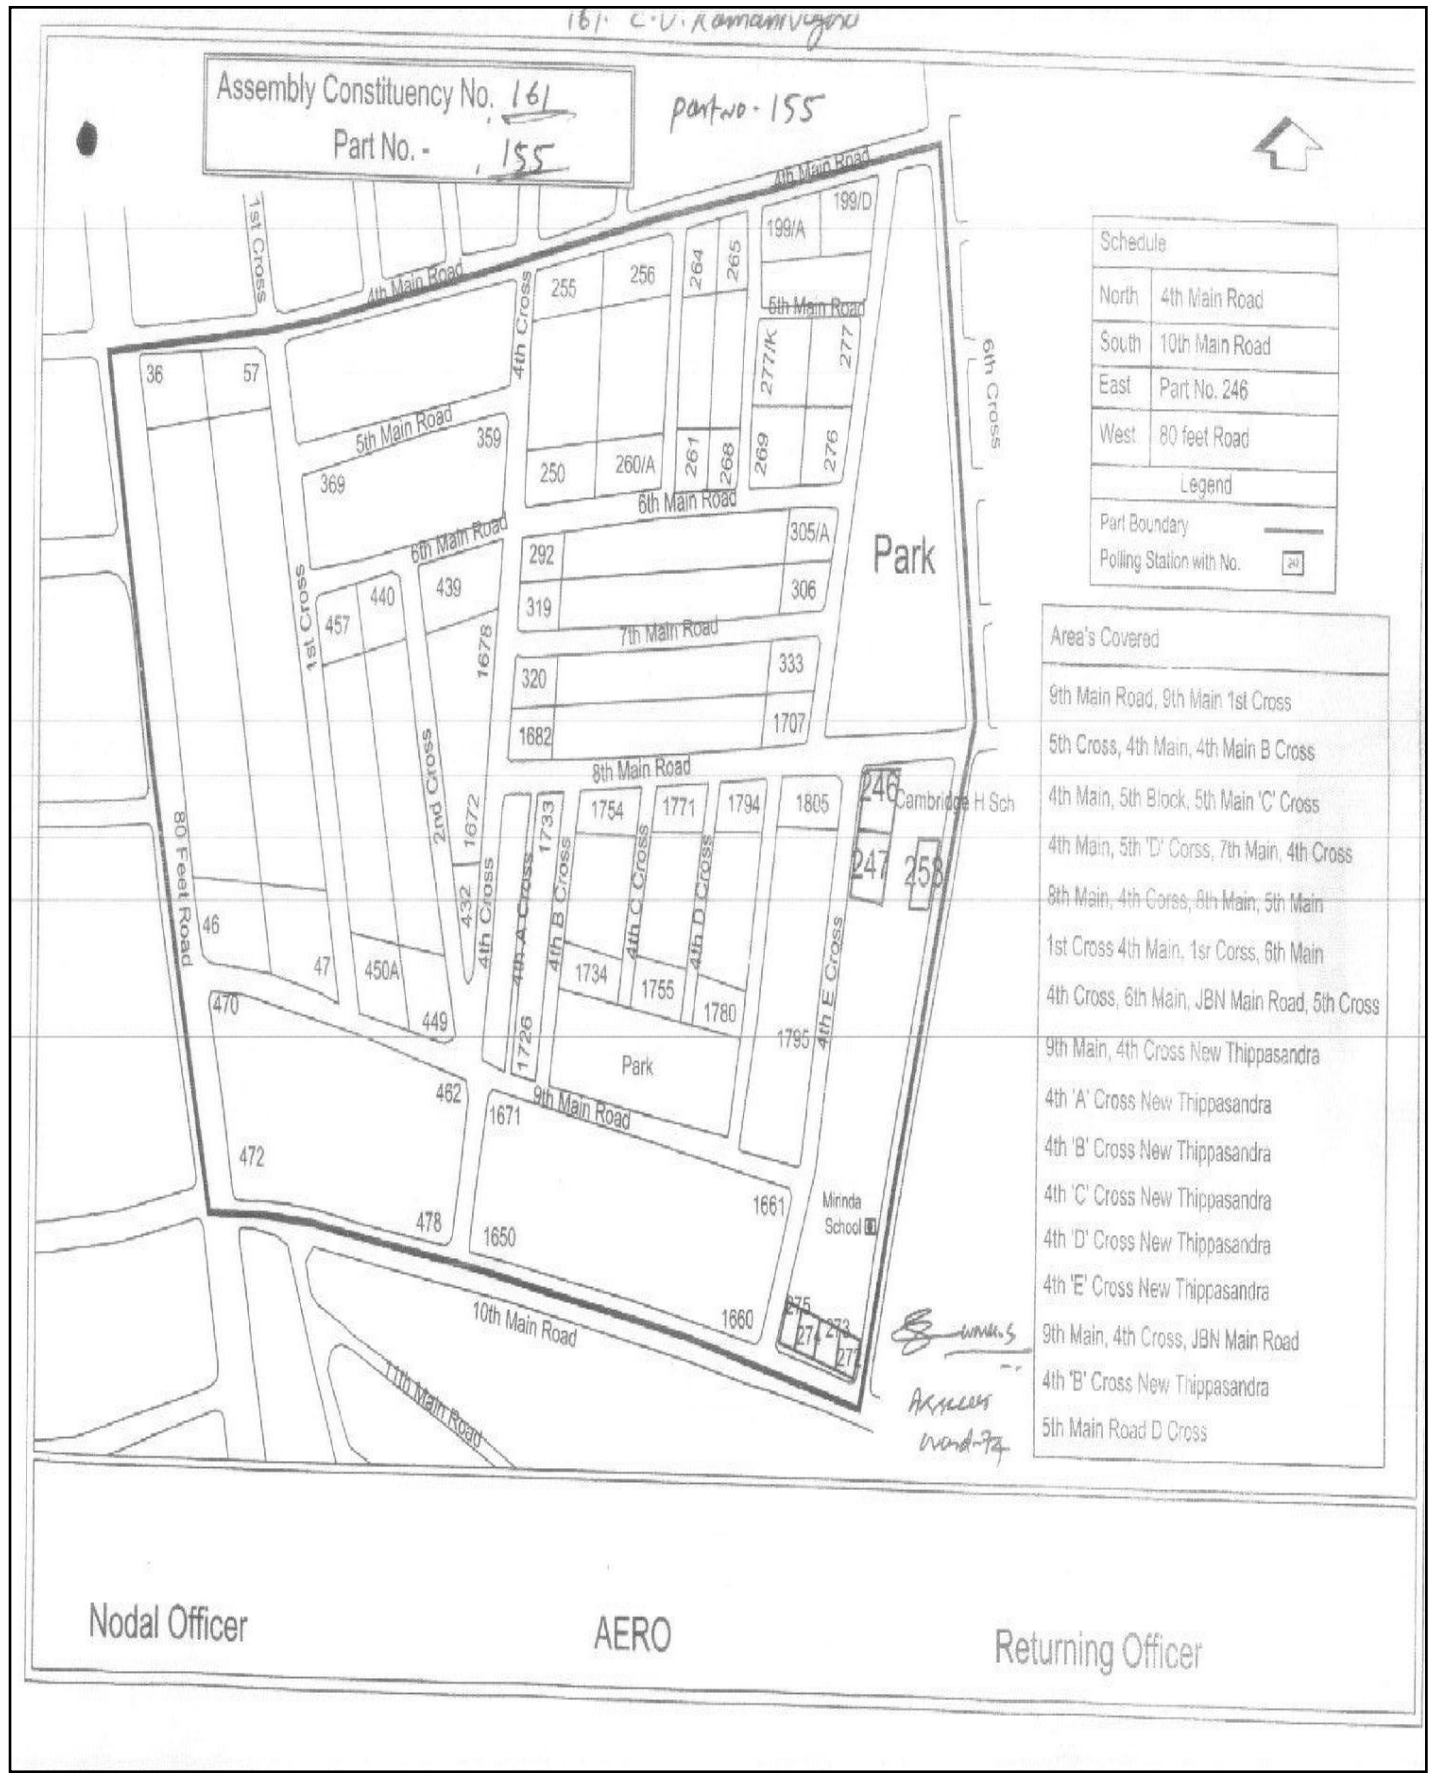 161. C.V. Ramannagar
Assembly Constituency No. 161
Part No. - 155
part no - 155
4th Main Road
199/D
199/A
1st Cross
4th Main Road
264
265
255
256
5th Main Road
4th Cross
277/K
277
6th Cross
36
57
5th Main Road
359
369
250
260/A
261
268
269
276
6th Main Road
6th Main Road
292
305/A
Park
319
306
439
440
457
1st Cross
7th Main Road
1678
320
333
1682
1707
8th Main Road
2nd Cross
1672
1733
1754
1771
1794
1805
246
Cambridge H Sch
80 Feet Road
247
258
432
4th Cross
4th A Cross
4th B Cross
4th C Cross
4th D Cross
4th E Cross
46
47
450A
1734
1755
1780
470
449
1726
1795
Park
462
1671
9th Main Road
472
478
1650
1661
Mirinda
School
1660
275
274
273
272
10th Main Road
11th Main Road
ward-74
Schedule
North 4th Main Road
South 10th Main Road
East Part No. 246
West 80 feet Road
Legend
Part Boundary
Polling Station with No.
Area's Covered
9th Main Road, 9th Main 1st Cross
5th Cross, 4th Main, 4th Main B Cross
4th Main, 5th Block, 5th Main 'C' Cross
4th Main, 5th 'D' Corss, 7th Main, 4th Cross
8th Main, 4th Corss, 8th Main, 5th Main
1st Cross 4th Main, 1sr Corss, 6th Main
4th Cross, 6th Main, JBN Main Road, 5th Cross
9th Main, 4th Cross New Thippasandra
4th 'A' Cross New Thippasandra
4th 'B' Cross New Thippasandra
4th 'C' Cross New Thippasandra
4th 'D' Cross New Thippasandra
4th 'E' Cross New Thippasandra
9th Main, 4th Cross, JBN Main Road
4th 'B' Cross New Thippasandra
5th Main Road D Cross
Nodal Officer
AERO
Returning Officer